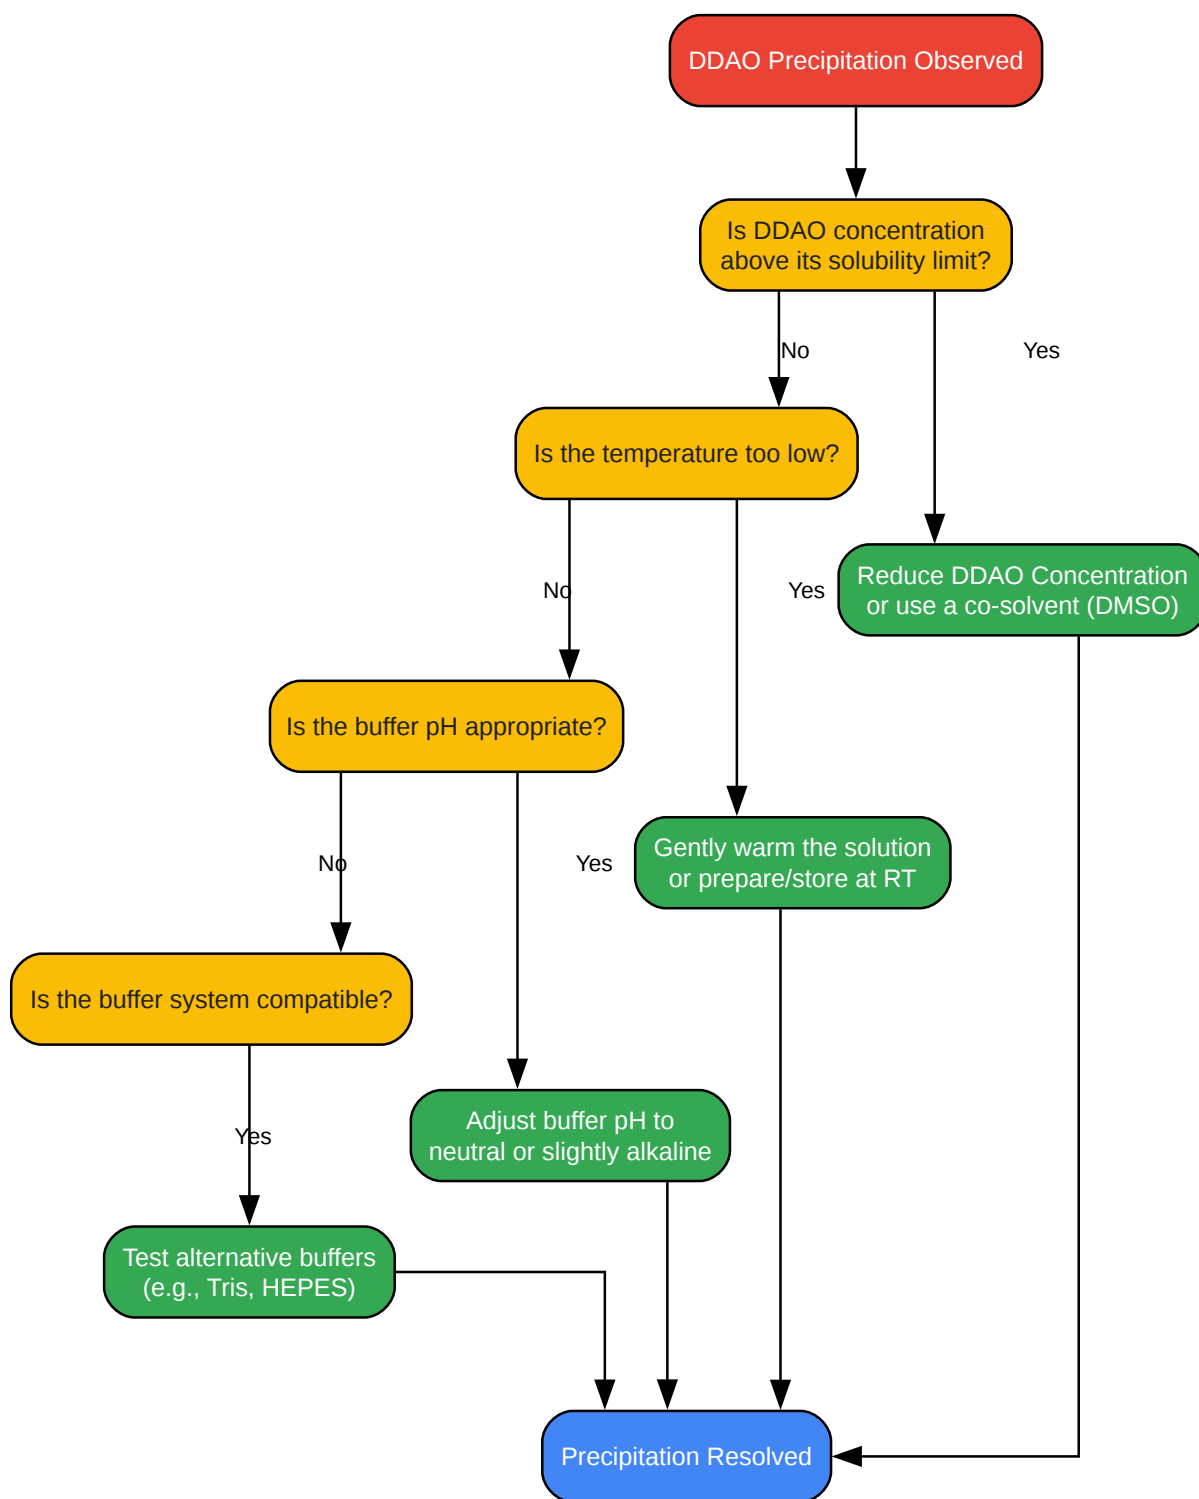 DDAO Precipitation Observed
Is DDAO concentration
above its solubility limit?
No
Yes
Is the temperature too low?
No
Yes
Reduce DDAO Concentration
or use a co-solvent (DMSO)
Is the buffer pH appropriate?
No
Yes
Gently warm the solution
or prepare/store at RT
Is the buffer system compatible?
Yes
Adjust buffer pH to
neutral or slightly alkaline
Test alternative buffers
(e.g., Tris, HEPES)
Precipitation Resolved